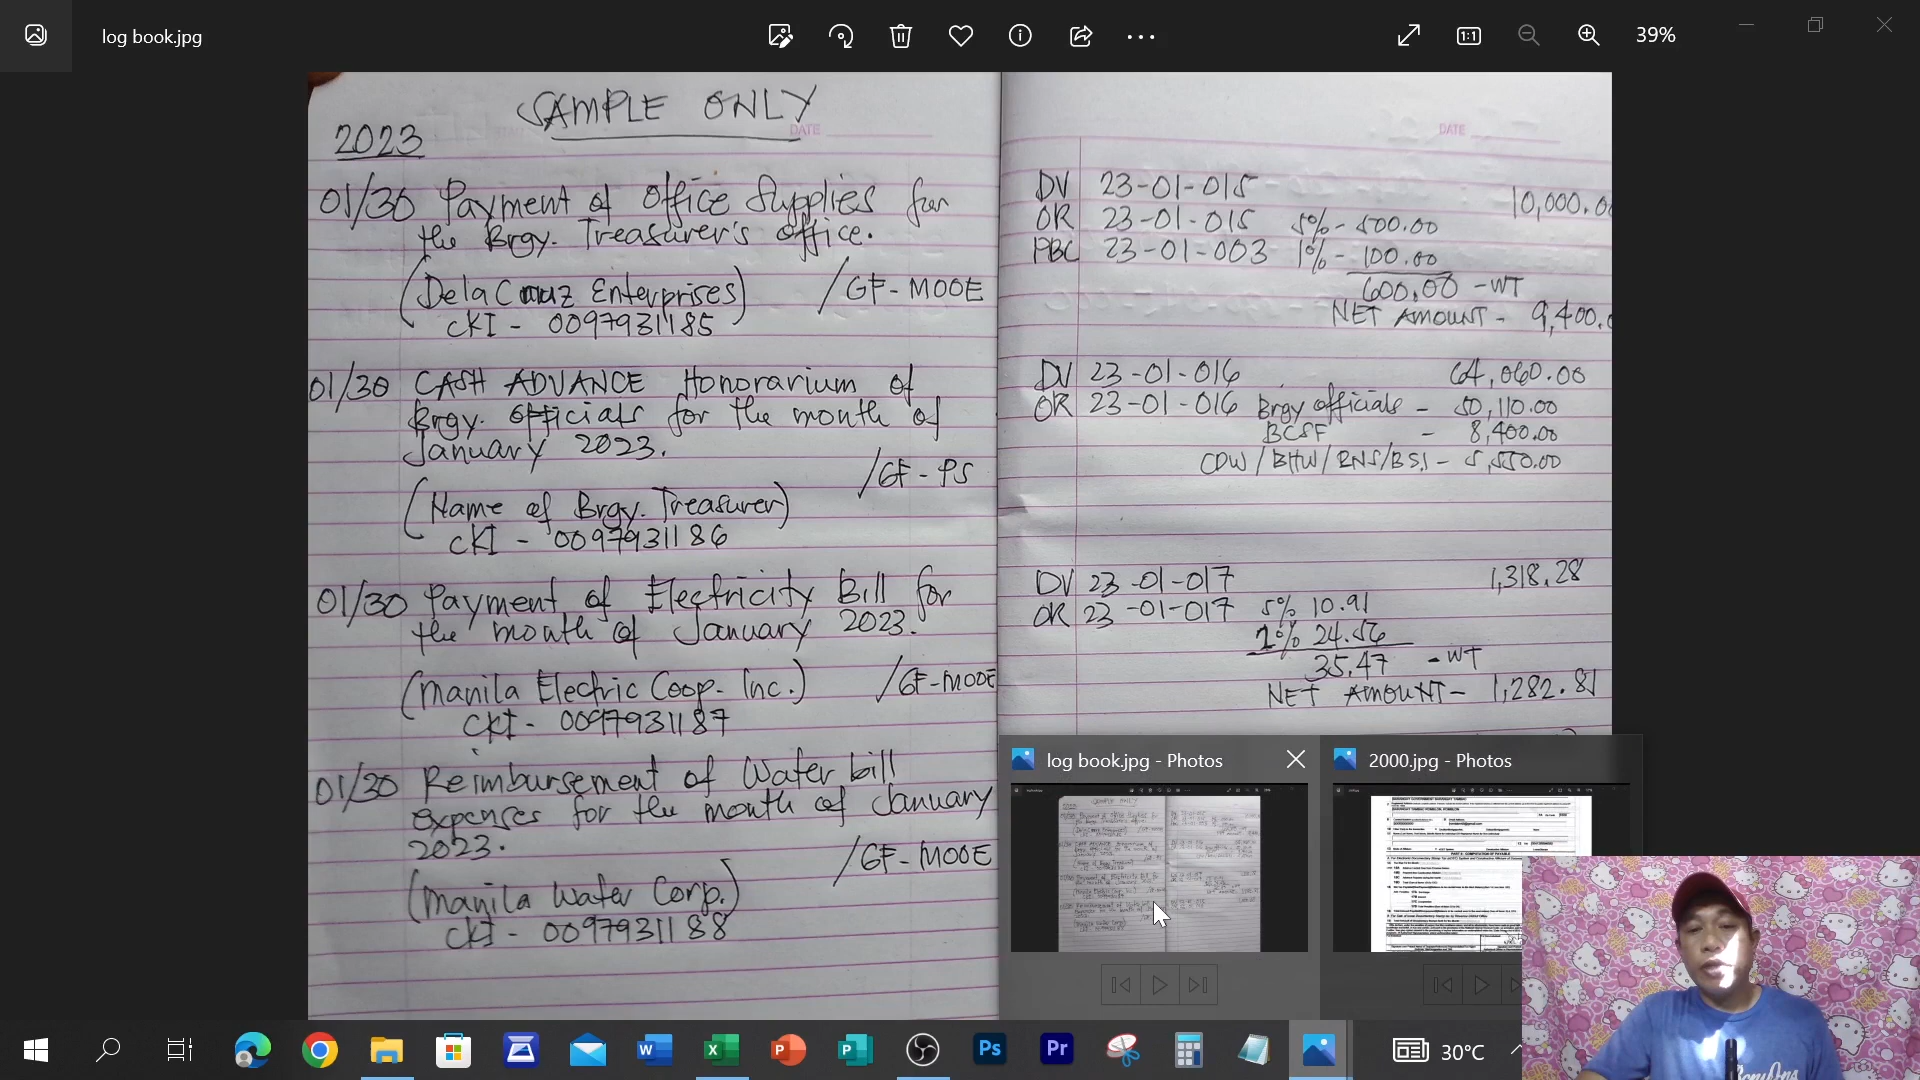 log book.jpg
39%
SAMPLE ONLY
DATE
2023
01/30 Payment of Office Supplies for
the Brgy. Treasurer's office.
(Dela Cruz Enterprises) /GF-MOOE
CKI - 0097931185
01/30 CASH ADVANCE Honorarium of
Brgy. Officials for the month of
January 2023.
/GF-PS
(Name of Brgy. Treasurer)
CKI - 0097931186
01/30 Payment of Electricity Bill for
the month of January 2023.
(Manila Electric Coop. Inc.) /GF-MOOE
CKI - 0097931187
01/30 Reimbursement of Water bill
expenses for the month of January
2023.
/GF-MOOE
(Manila Water Corp.)
CKI - 0097931188
DATE
DV 23-01-015 10,000.0
OR 23-01-015 5% - 500.00
PBC 23-01-003 1% - 100.00
600.00 - WT
NET AMOUNT - 9,400.
DV 23-01-016 64,060.00
OR 23-01-016 Brgy officials - 50,110.00
BCSF - 8,400.00
CDW/BHW/BNS/BSI - 5,550.00
DV 23-01-017 1,318.28
OR 23-01-017 5% 10.91
2% 24.56
35.47 - WT
NET AMOUNT - 1,282.81
log book.jpg - Photos
2000.jpg - Photos
30°C